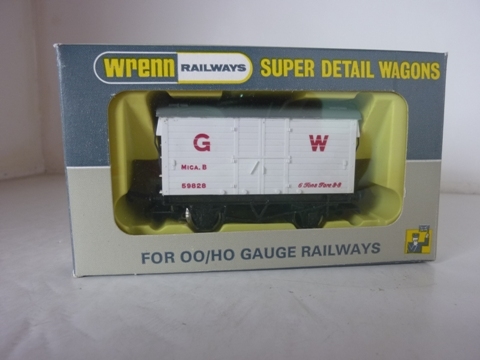 wrenn RAILWAYS SUPER DETAIL WAGONS
G W
MICA. B
59828
FOR OO/HO GAUGE RAILWAYS